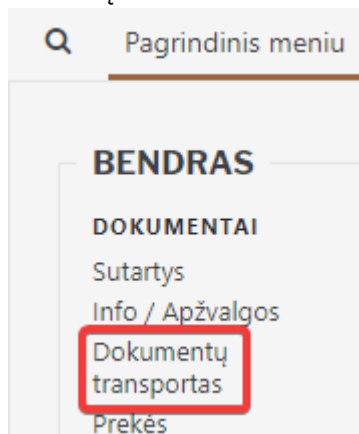 Pagrindinis meniu
BENDRAS
DOKUMENTAI
Sutartys
Info / Apžvalgos
Dokumentų
transportas
Prekės